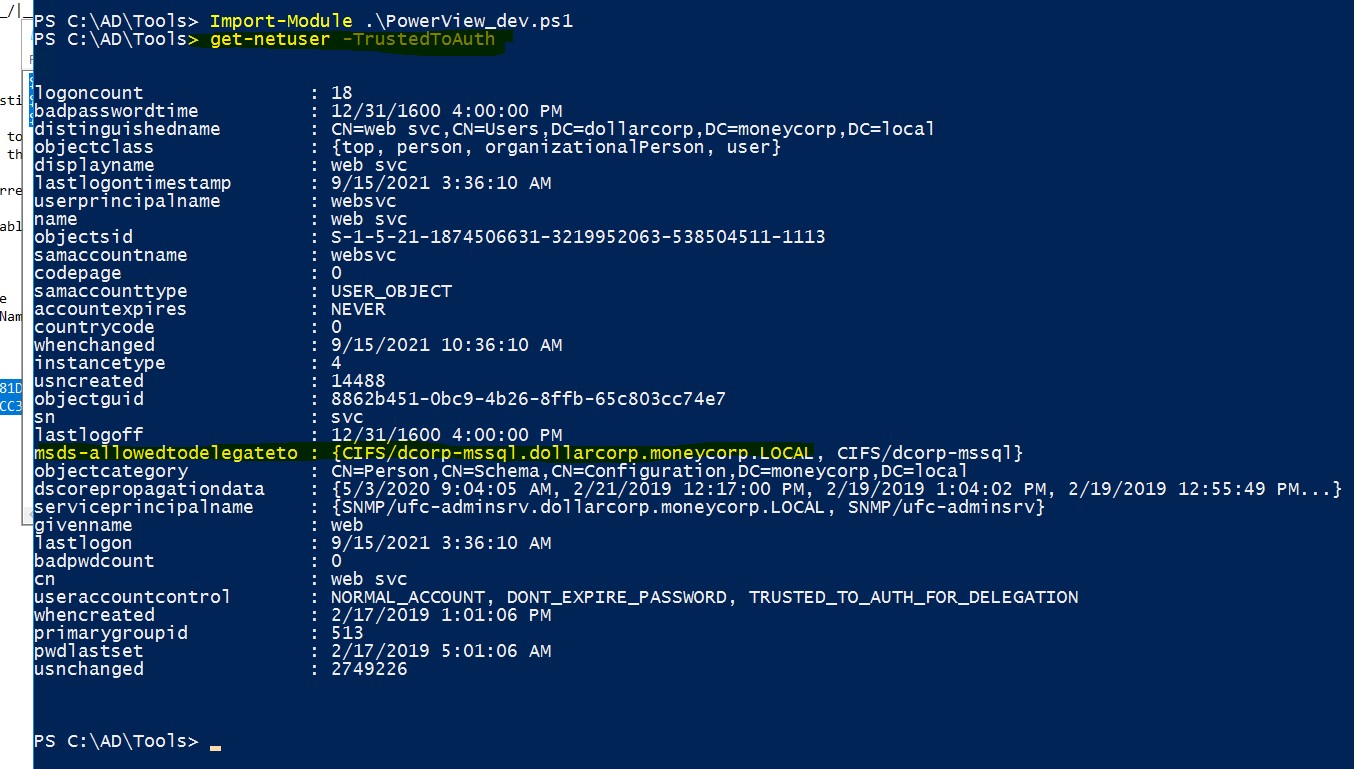 _/|_
PS C:\AD\Tools> Import-Module .\PowerView_dev.ps1
PS C:\AD\Tools> get-netuser -TrustedToAuth
logoncount : 18
sti
badpasswordtime : 12/31/1600 4:00:00 PM
distinguishedname : CN=web svc,CN=Users,DC=dollarcorp,DC=moneycorp,DC=local
to
objectclass : {top, person, organizationalPerson, user}
th
displayname : web svc
lastlogontimestamp : 9/15/2021 3:36:10 AM
rre
userprincipalname : websvc
name : web svc
abl
objectsid : S-1-5-21-1874506631-3219952063-538504511-1113
samaccountname : websvc
codepage : 0
samaccounttype : USER_OBJECT
e
accountexpires : NEVER
Nam
countrycode : 0
whenchanged : 9/15/2021 10:36:10 AM
instancetype : 4
usncreated : 14488
81D
objectguid : 8862b451-0bc9-4b26-8ffb-65c803cc74e7
CC3
sn : svc
lastlogoff : 12/31/1600 4:00:00 PM
msds-allowedtodelegateto : {CIFS/dcorp-mssql.dollarcorp.moneycorp.LOCAL, CIFS/dcorp-mssql}
objectcategory : CN=Person,CN=Schema,CN=Configuration,DC=moneycorp,DC=local
dscorepropagationdata : {5/3/2020 9:04:05 AM, 2/21/2019 12:17:00 PM, 2/19/2019 1:04:02 PM, 2/19/2019 12:55:49 PM...}
serviceprincipalname : {SNMP/ufc-adminsrv.dollarcorp.moneycorp.LOCAL, SNMP/ufc-adminsrv}
givenname : web
lastlogon : 9/15/2021 3:36:10 AM
badpwdcount : 0
cn : web svc
useraccountcontrol : NORMAL_ACCOUNT, DONT_EXPIRE_PASSWORD, TRUSTED_TO_AUTH_FOR_DELEGATION
whencreated : 2/17/2019 1:01:06 PM
primarygroupid : 513
pwdlastset : 2/17/2019 5:01:06 AM
usnchanged : 2749226
PS C:\AD\Tools>